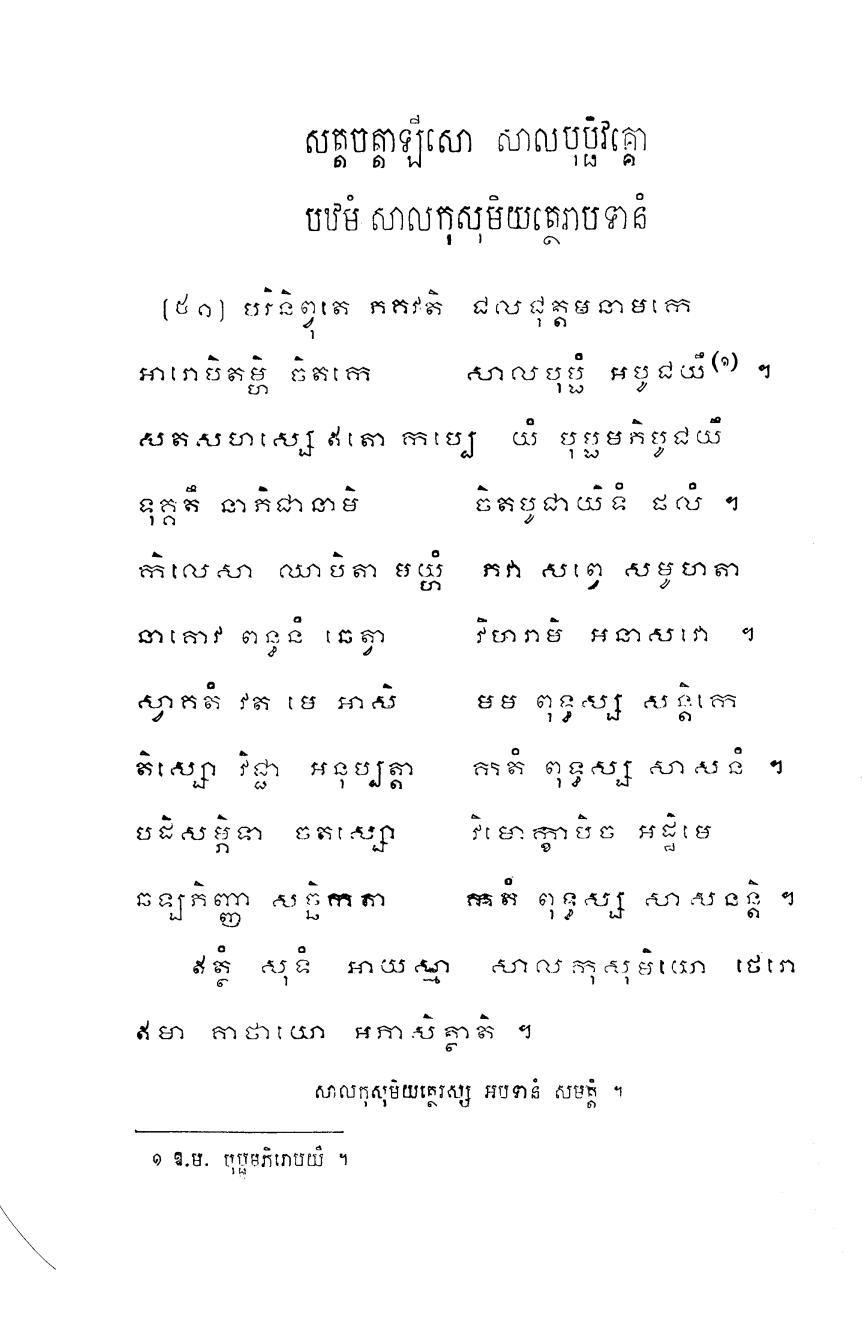 សត្តចត្តាឡីសោ សាលបុប្ផិវគ្គោ
បឋមំ សាលកុសុមិយត្ថេរាបទានំ
(៥១) បរិនិព្វុតេ ភគវតិ ជលជុត្តមនាមកេ
អារោបិតម្ហិ ចិតកេ សាលបុប្ផំ អបូជយឹ(១) ។
សតសហស្សេ ឥតោ កប្បេ យំ បុប្ផមភិបូជយឹ
ទុគ្គតឹ នាភិជានាមិ ចិតបូជាយិទំ ផលំ ។
កិលេសា ឈាបិតា មយ្ហំ ភវា សព្វេ សមូហតា
នាគោវ ពន្ធនំ ឆេត្វា វិហរាមិ អនាសវោ ។
ស្វាគតំ វត មេ អាសិ មម ពុទ្ធស្ស សន្តិកេ
តិស្សោ វិជ្ជា អនុប្បត្តា កតំ ពុទ្ធស្ស សាសនំ ។
បដិសម្ភិទា ចតស្សោ វិមោក្ខាបិច អដ្ឋិមេ
ឆឡភិញ្ញា សច្ឆិកតា កតំ ពុទ្ធស្ស សាសនន្តិ ។
ឥត្ថំ សុទំ អាយស្មា សាលកុសុមិយោ ថេរោ
ឥមា គាថាយោ អភាសិត្ថាតិ ។
សាលកុសុមិយត្ថេរស្ស អបទានំ សមត្តំ ។
១ ឱ.ម. បុប្ផមភិរោបយឹ ។